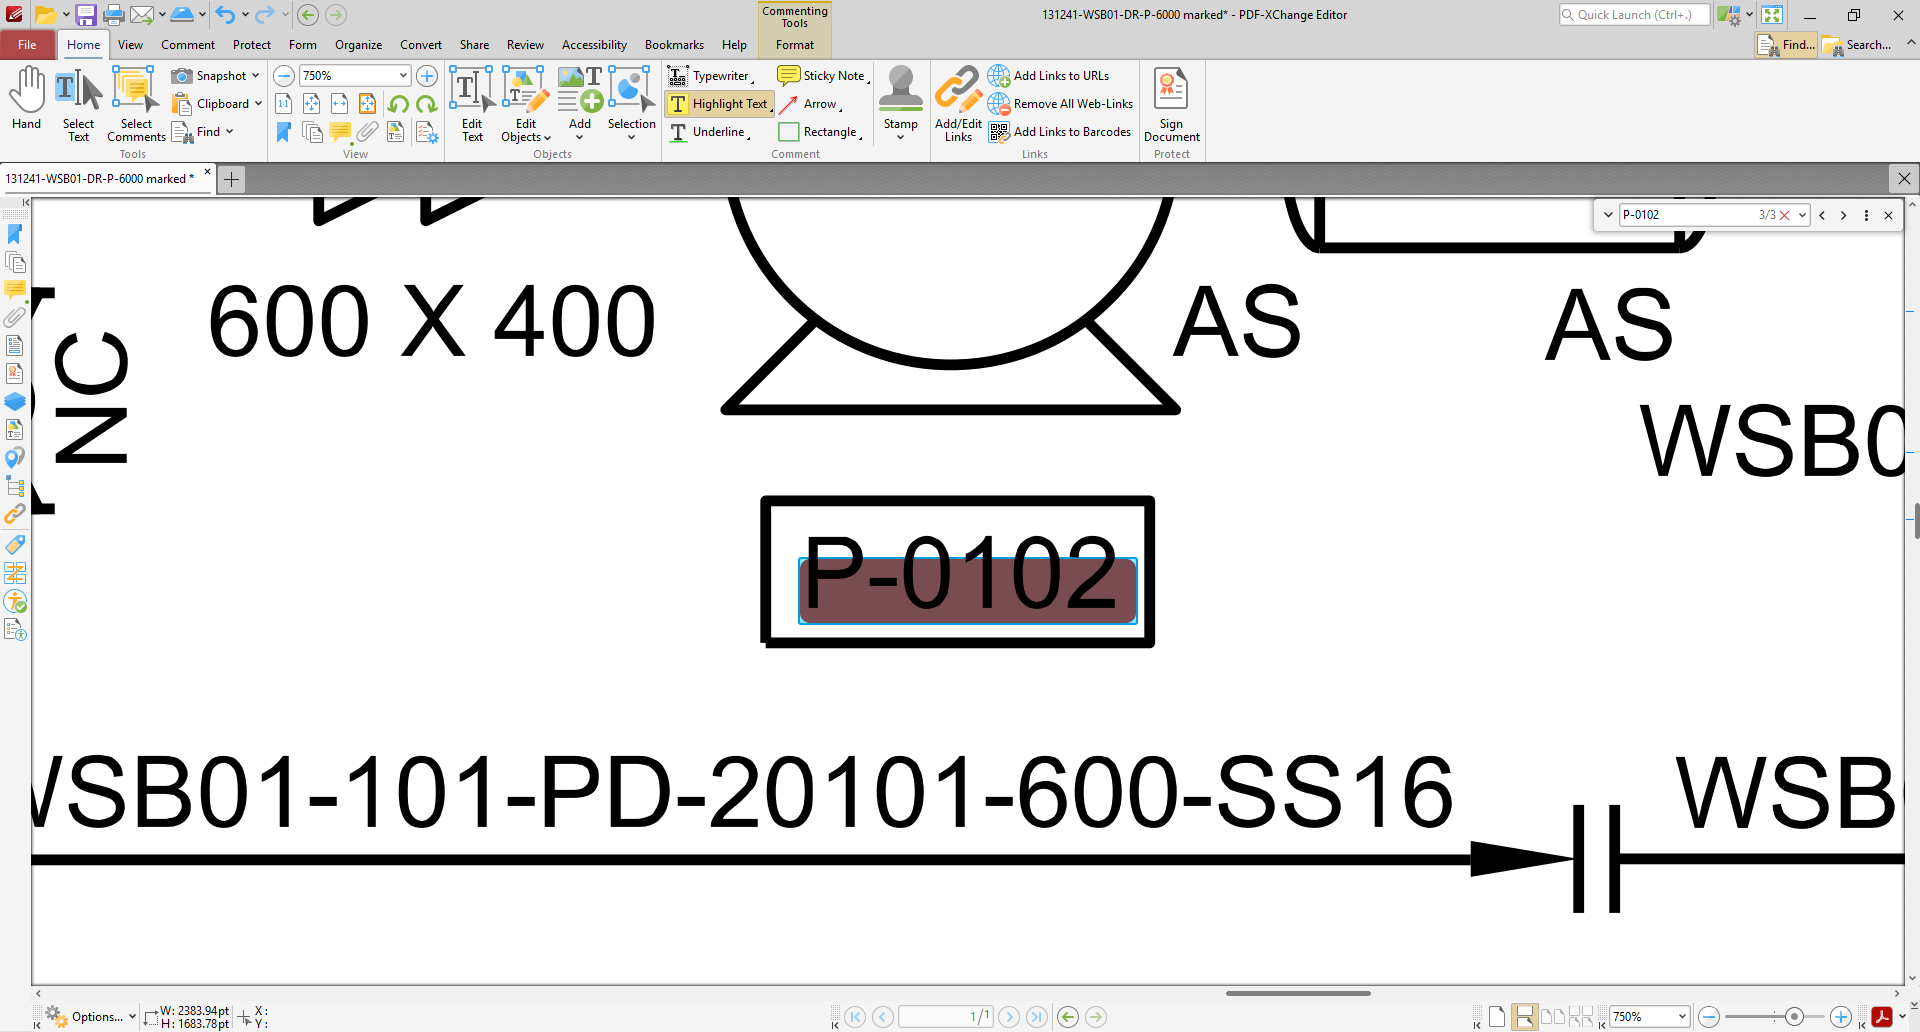 Commenting
Tools
131241-WSB01-DR-P-6000 marked* - PDF-XChange Editor
Quick Launch (Ctrl+.)
File
Home
View
Comment
Protect
Form
Organize
Convert
Share
Review
Accessibility
Bookmarks
Help
Format
Find...
Search...
Hand
Select
Text
Select
Comments
Snapshot
Clipboard
Find
Tools
750%
1:1
View
Edit
Text
Edit
Objects
Add
Selection
Objects
Typewriter
Highlight Text
Underline
Sticky Note
Arrow
Rectangle
Comment
Stamp
Add/Edit
Links
Add Links to URLs
Remove All Web-Links
Add Links to Barcodes
Links
Sign
Document
Protect
131241-WSB01-DR-P-6000 marked *
P-0102
3/3
600 X 400
AS
AS
NC
WSB0
P-0102
WSB01-101-PD-20101-600-SS16
WSB
Options...
W: 2383.94pt
H: 1683.78pt
X:
Y:
1/1
750%